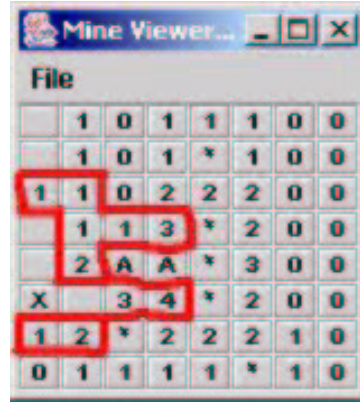 Mine Viewer...
File
1 0 1 1 1 0 0
1 0 1 * 1 0 0
1 1 0 2 2 2 0 0
1 1 3 * 2 0 0
2 A A * 3 0 0
X 3 4 * 2 0 0
1 2 * 2 2 2 1 0
0 1 1 1 1 * 1 0